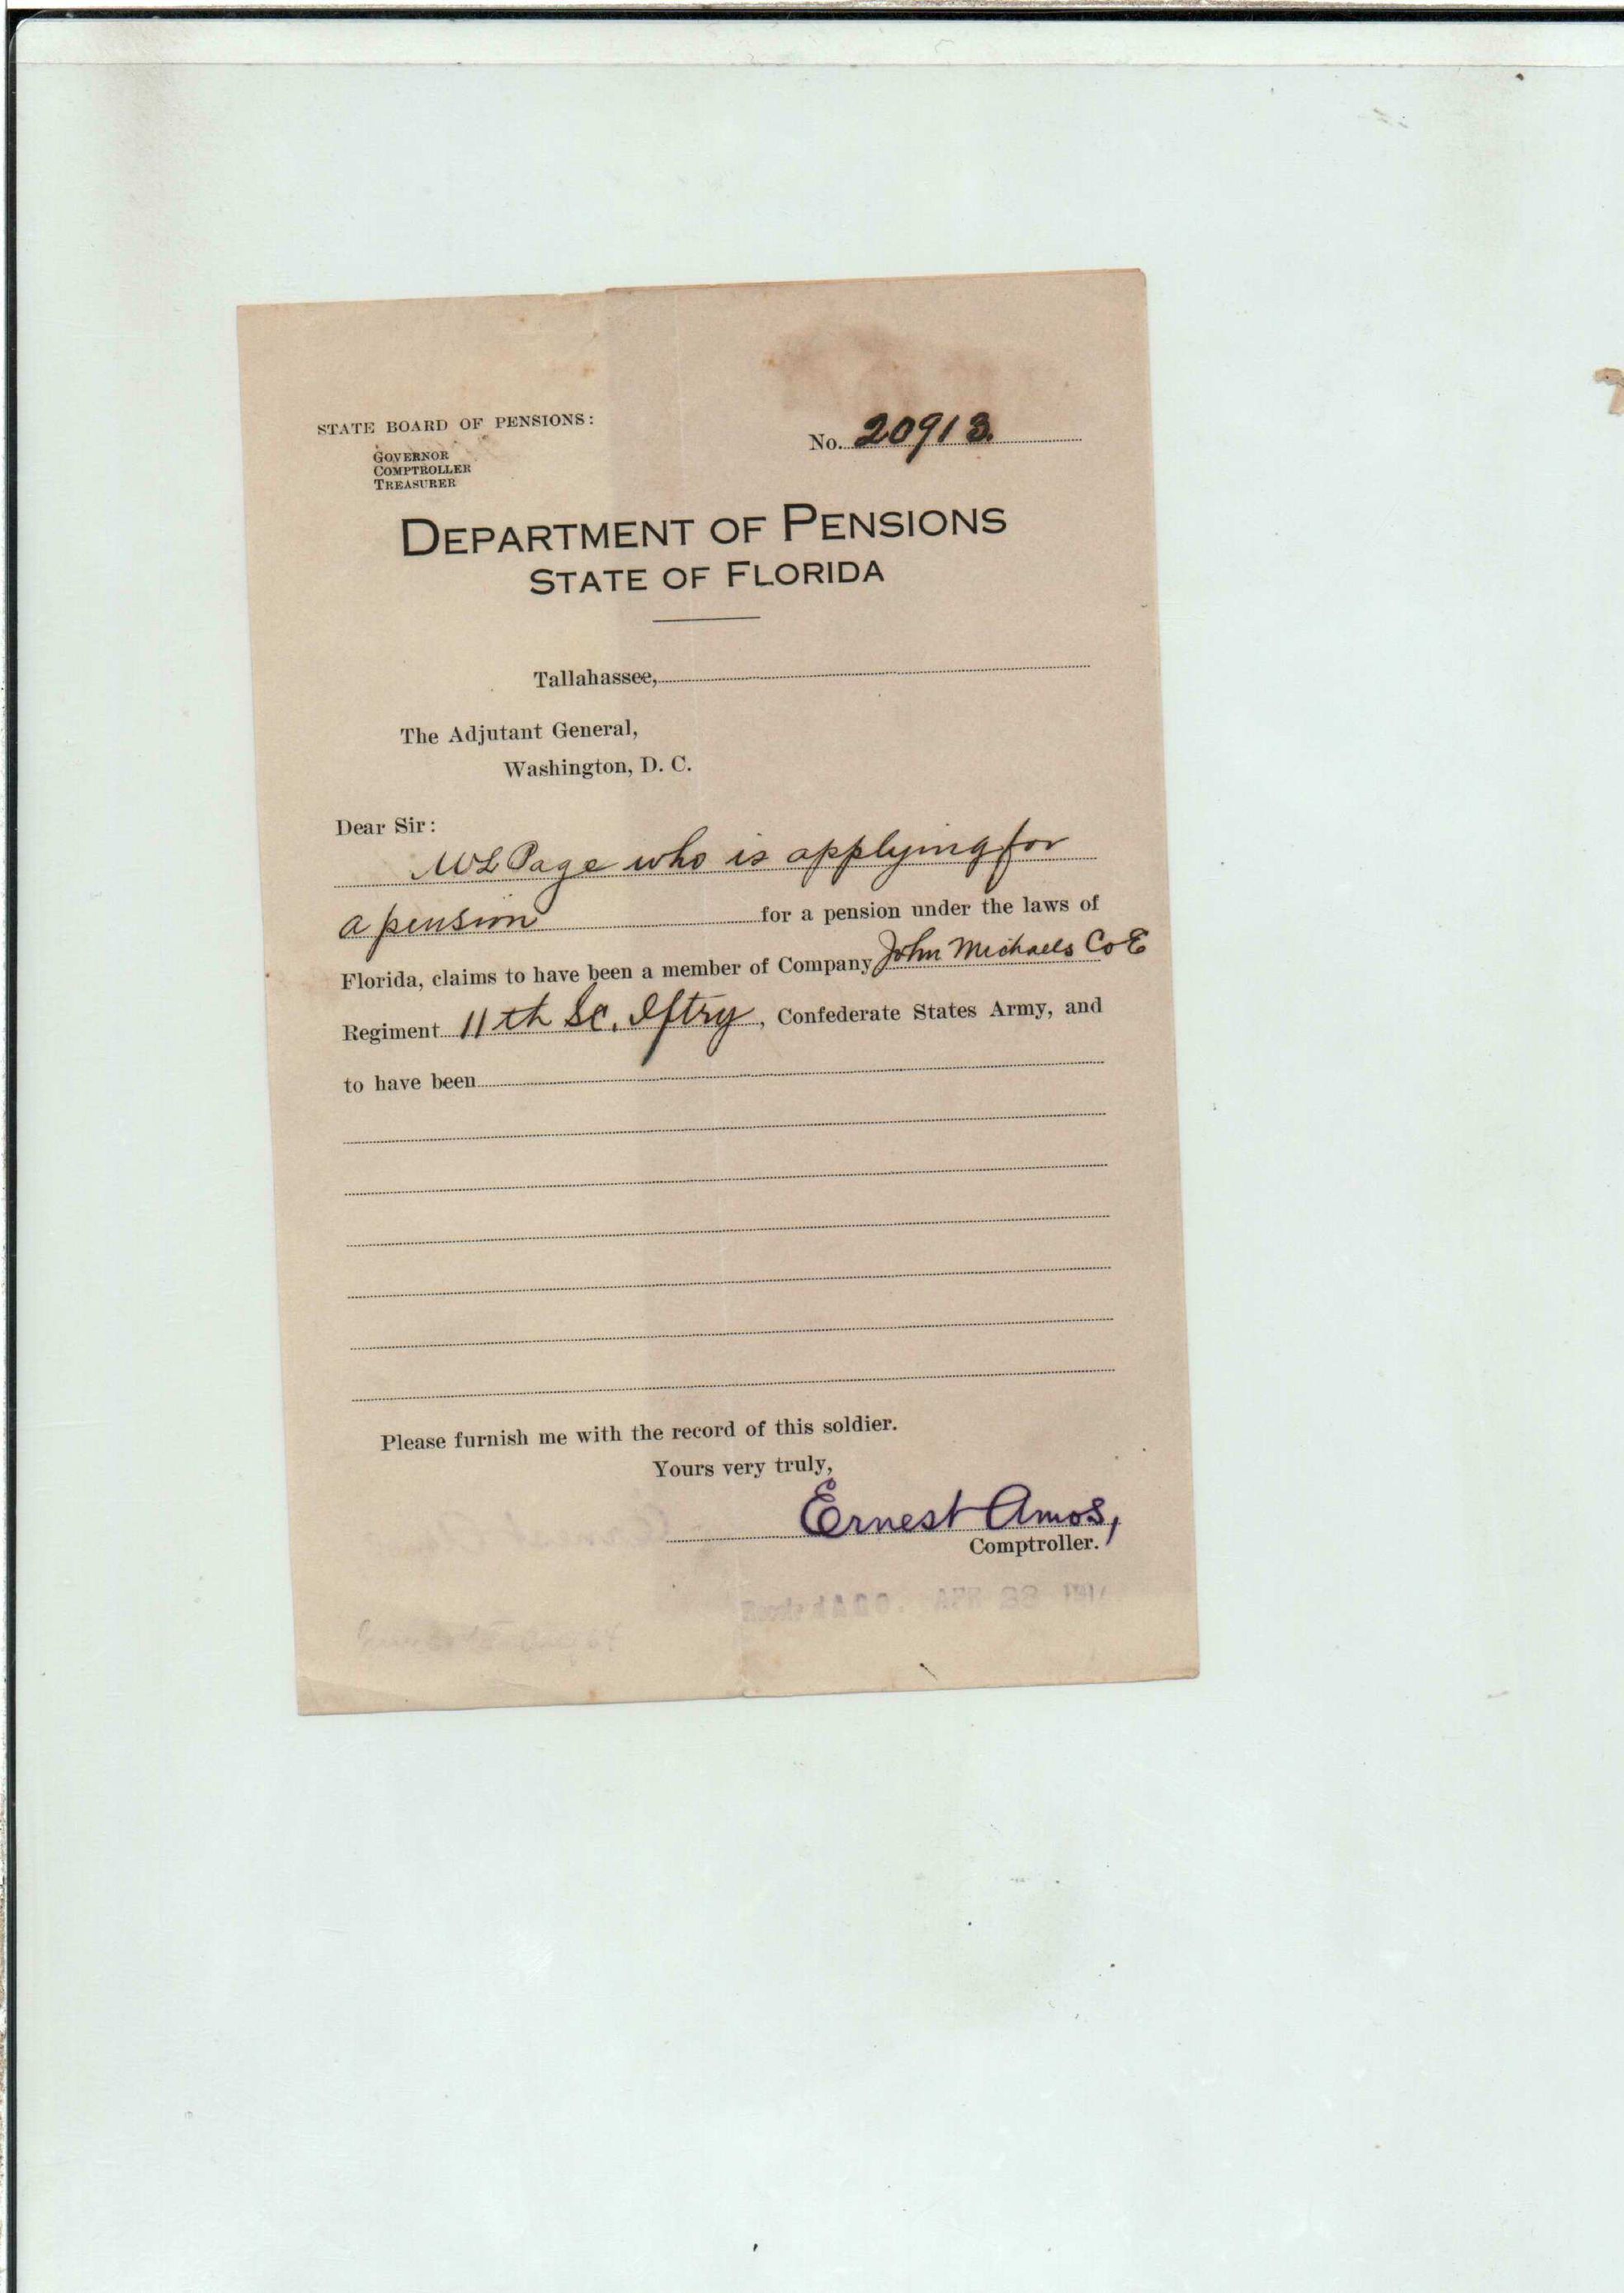 STATE BOARD OF PENSIONS:
GOVERNOR
COMPTROLLER
TREASURER
No. 20913.
DEPARTMENT OF PENSIONS
STATE OF FLORIDA
Tallahassee,
The Adjutant General,
Washington, D. C.
Dear Sir:
WL Page who is applying for
a pension for a pension under the laws of
Florida, claims to have been a member of Company John Michaels Co E
Regiment 11th Sc. Iftry, Confederate States Army, and
to have been
Please furnish me with the record of this soldier.
Yours very truly,
Ernest Amos,
Comptroller.